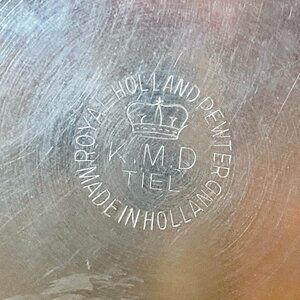 ROYAL HOLLAND PEWTER
K.M.D
TIEL
MADE IN HOLLAND